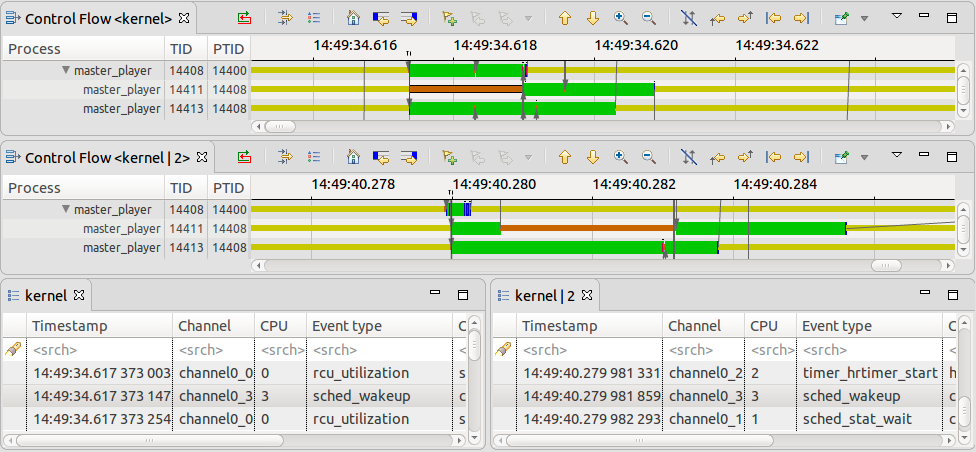 Control Flow <kernel>
14:49:34.616 14:49:34.618 14:49:34.620 14:49:34.622
Process TID PTID
master_player 14408 14400
master_player 14411 14408
master_player 14413 14408
Control Flow <kernel | 2>
14:49:40.278 14:49:40.280 14:49:40.282 14:49:40.284
Process TID PTID
master_player 14408 14400
master_player 14411 14408
master_player 14413 14408
kernel
Timestamp Channel CPU Event type C
<srch> <srch> <srch> <srch> <s
14:49:34.617 373 003 channel0_0 0 rcu_utilization s
14:49:34.617 373 147 channel0_3 3 sched_wakeup c
14:49:34.617 373 254 channel0_0 0 rcu_utilization s
kernel | 2
Timestamp Channel CPU Event type C
<srch> <srch> <srch> <srch> <s
14:49:40.279 981 331 channel0_2 2 timer_hrtimer_start h
14:49:40.279 981 859 channel0_3 3 sched_wakeup c
14:49:40.279 982 293 channel0_1 1 sched_stat_wait c